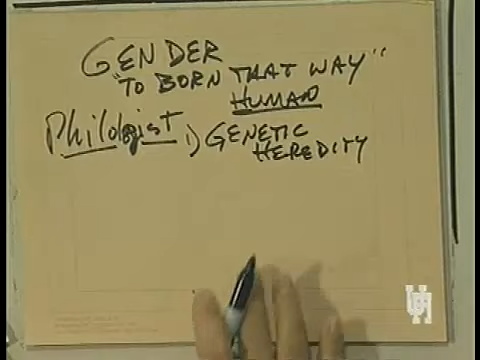 GENDER
"TO BORN THAT WAY"
HUMAN
Philologist 1) GENETIC
HEREDITY